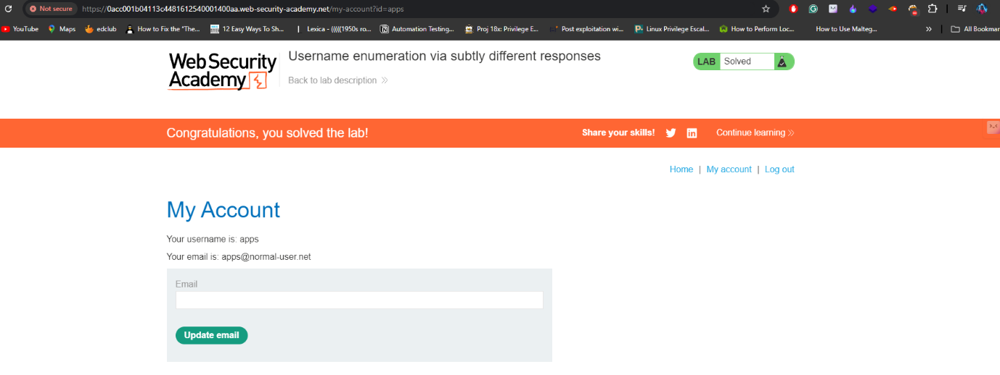 Not secure https://0acc001b04113c4481612540001400aa.web-security-academy.net/my-account?id=apps
YouTube Maps edclub How to Fix the "The... 12 Easy Ways To Sh... Lexica - (((((1950s ro... Automation Testing... Proj 18x: Privilege E... Post exploitation wi... Linux Privilege Escal... How to Perform Loc... How to Use Malteg... » All Bookmar
Web Security
Academy
Username enumeration via subtly different responses
Back to lab description
LAB Solved
Congratulations, you solved the lab!
Share your skills! Continue learning
Home | My account | Log out
My Account
Your username is: apps
Your email is: apps@normal-user.net
Email
Update email